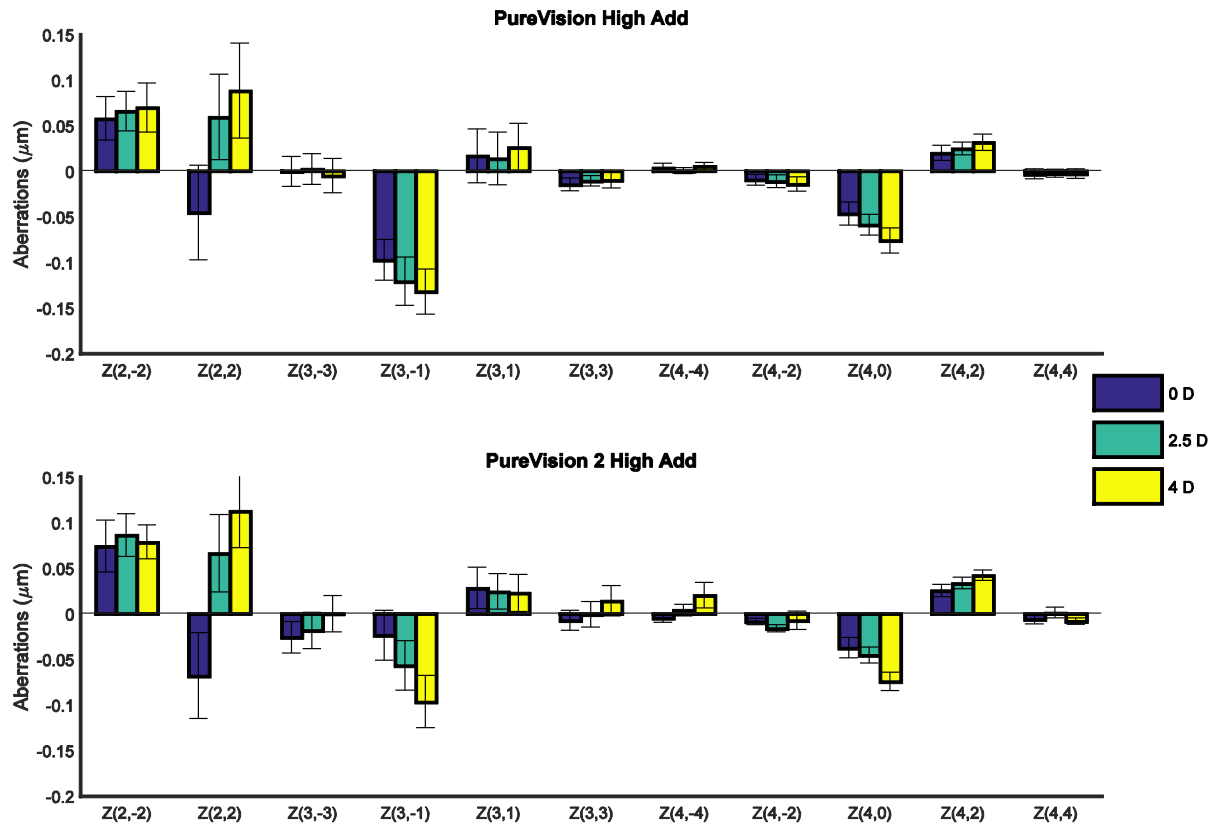 PureVision High Add
0.15
0.1
0.05
0
-0.05
-0.1
-0.15
-0.2
Aberrations (μm)
Z(2,-2) Z(2,2) Z(3,-3) Z(3,-1) Z(3,1) Z(3,3) Z(4,-4) Z(4,-2) Z(4,0) Z(4,2) Z(4,4)
0 D
2.5 D
4 D
PureVision 2 High Add
0.15
0.1
0.05
0
-0.05
-0.1
-0.15
-0.2
Aberrations (μm)
Z(2,-2) Z(2,2) Z(3,-3) Z(3,-1) Z(3,1) Z(3,3) Z(4,-4) Z(4,-2) Z(4,0) Z(4,2) Z(4,4)